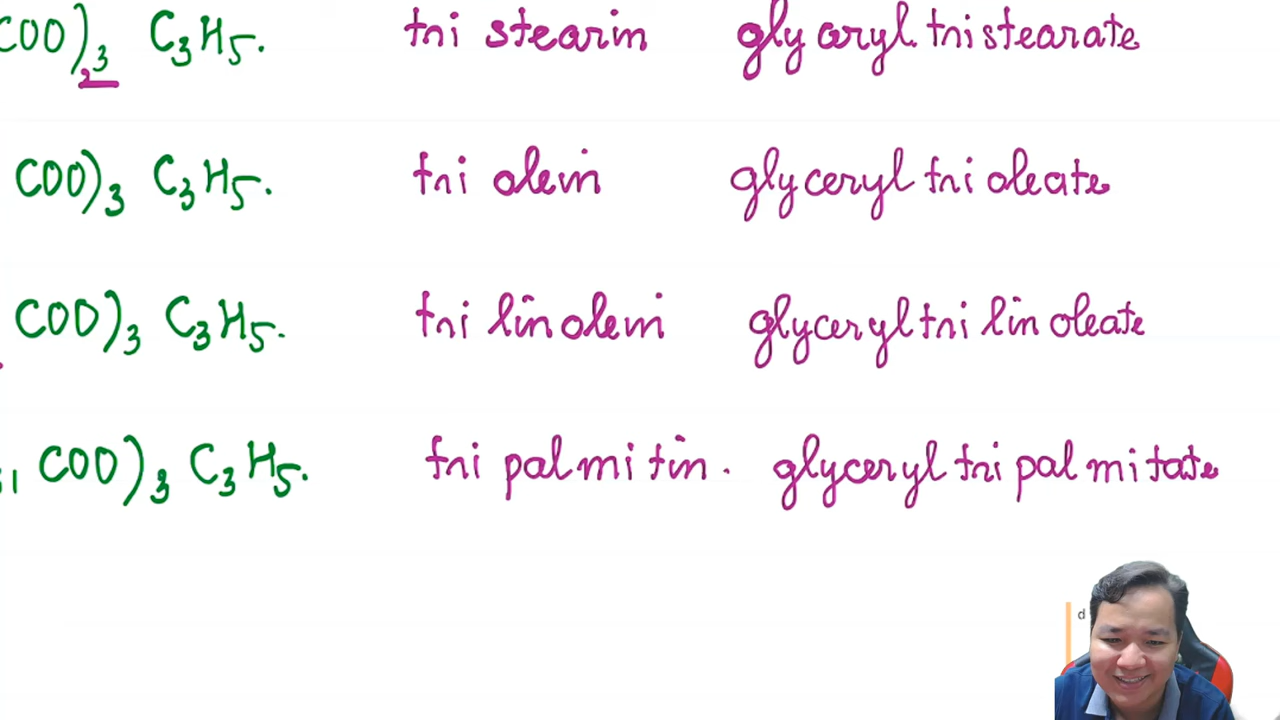 COO)3 C3H5. tri stearin glyceryl tristearate
COO)3 C3H5. tri olein glyceryl tri oleate
COO)3 C3H5. tri linolein glyceryl tri linoleate
31 COO)3 C3H5. tri palmitin. glyceryl tri palmitate
d